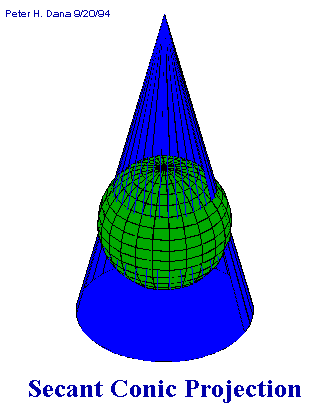 Peter H. Dana 9/20/94
Secant Conic Projection